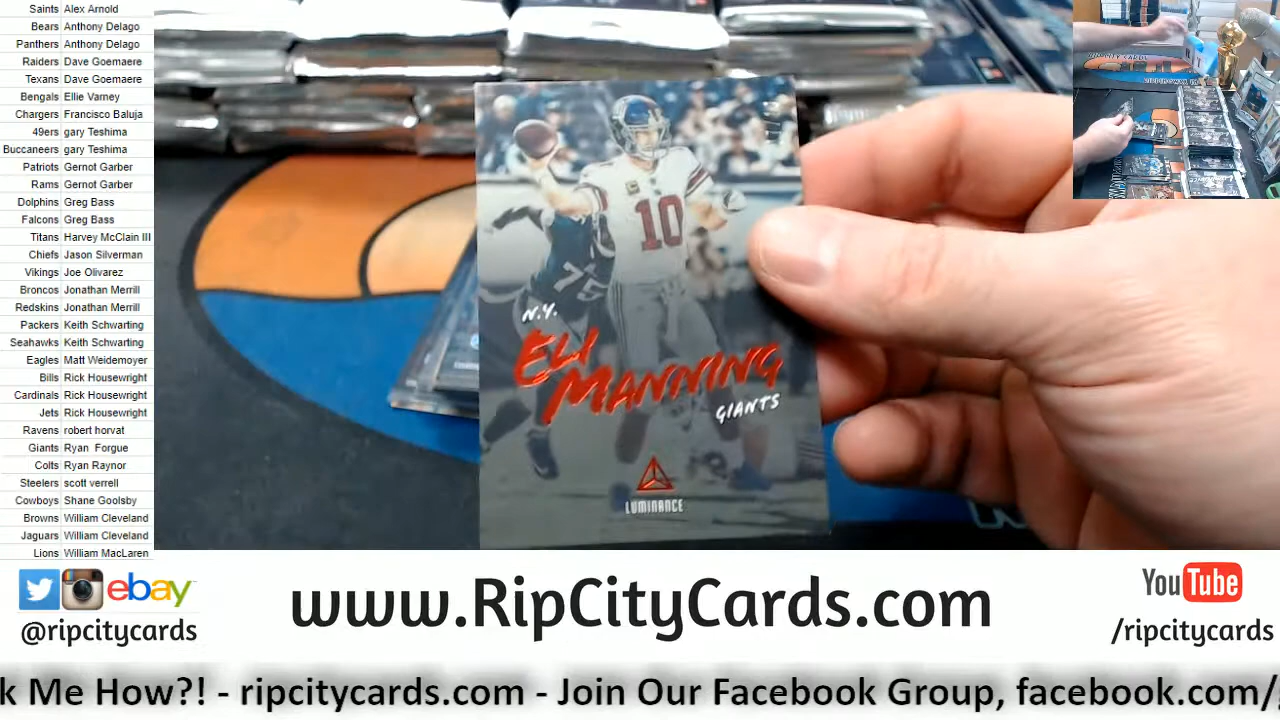 Saints Alex Arnold
Bears Anthony Delago
Panthers Anthony Delago
Raiders Dave Goemaere
Texans Dave Goemaere
Bengals Ellie Varney
Chargers Francisco Baluja
49ers gary Teshima
Buccaneers gary Teshima
Patriots Gernot Garber
Rams Gernot Garber
Dolphins Greg Bass
Falcons Greg Bass
Titans Harvey McClain III
Chiefs Jason Silverman
Vikings Joe Olivarez
Broncos Jonathan Merrill
Redskins Jonathan Merrill
Packers Keith Schwarting
Seahawks Keith Schwarting
Eagles Matt Weidemoyer
Bills Rick Housewright
Cardinals Rick Housewright
Jets Rick Housewright
Ravens robert horvat
Giants Ryan Forgue
Colts Ryan Raynor
Steelers scott verrell
Cowboys Shane Goolsby
Browns William Cleveland
Jaguars William Cleveland
Lions William MacLaren
10
75
N.Y.
ELI
MANNING
GIANTS
LUMINANCE
ebay
@ripcitycards
www.RipCityCards.com
YouTube
/ripcitycards
k Me How?! - ripcitycards.com - Join Our Facebook Group, facebook.com/